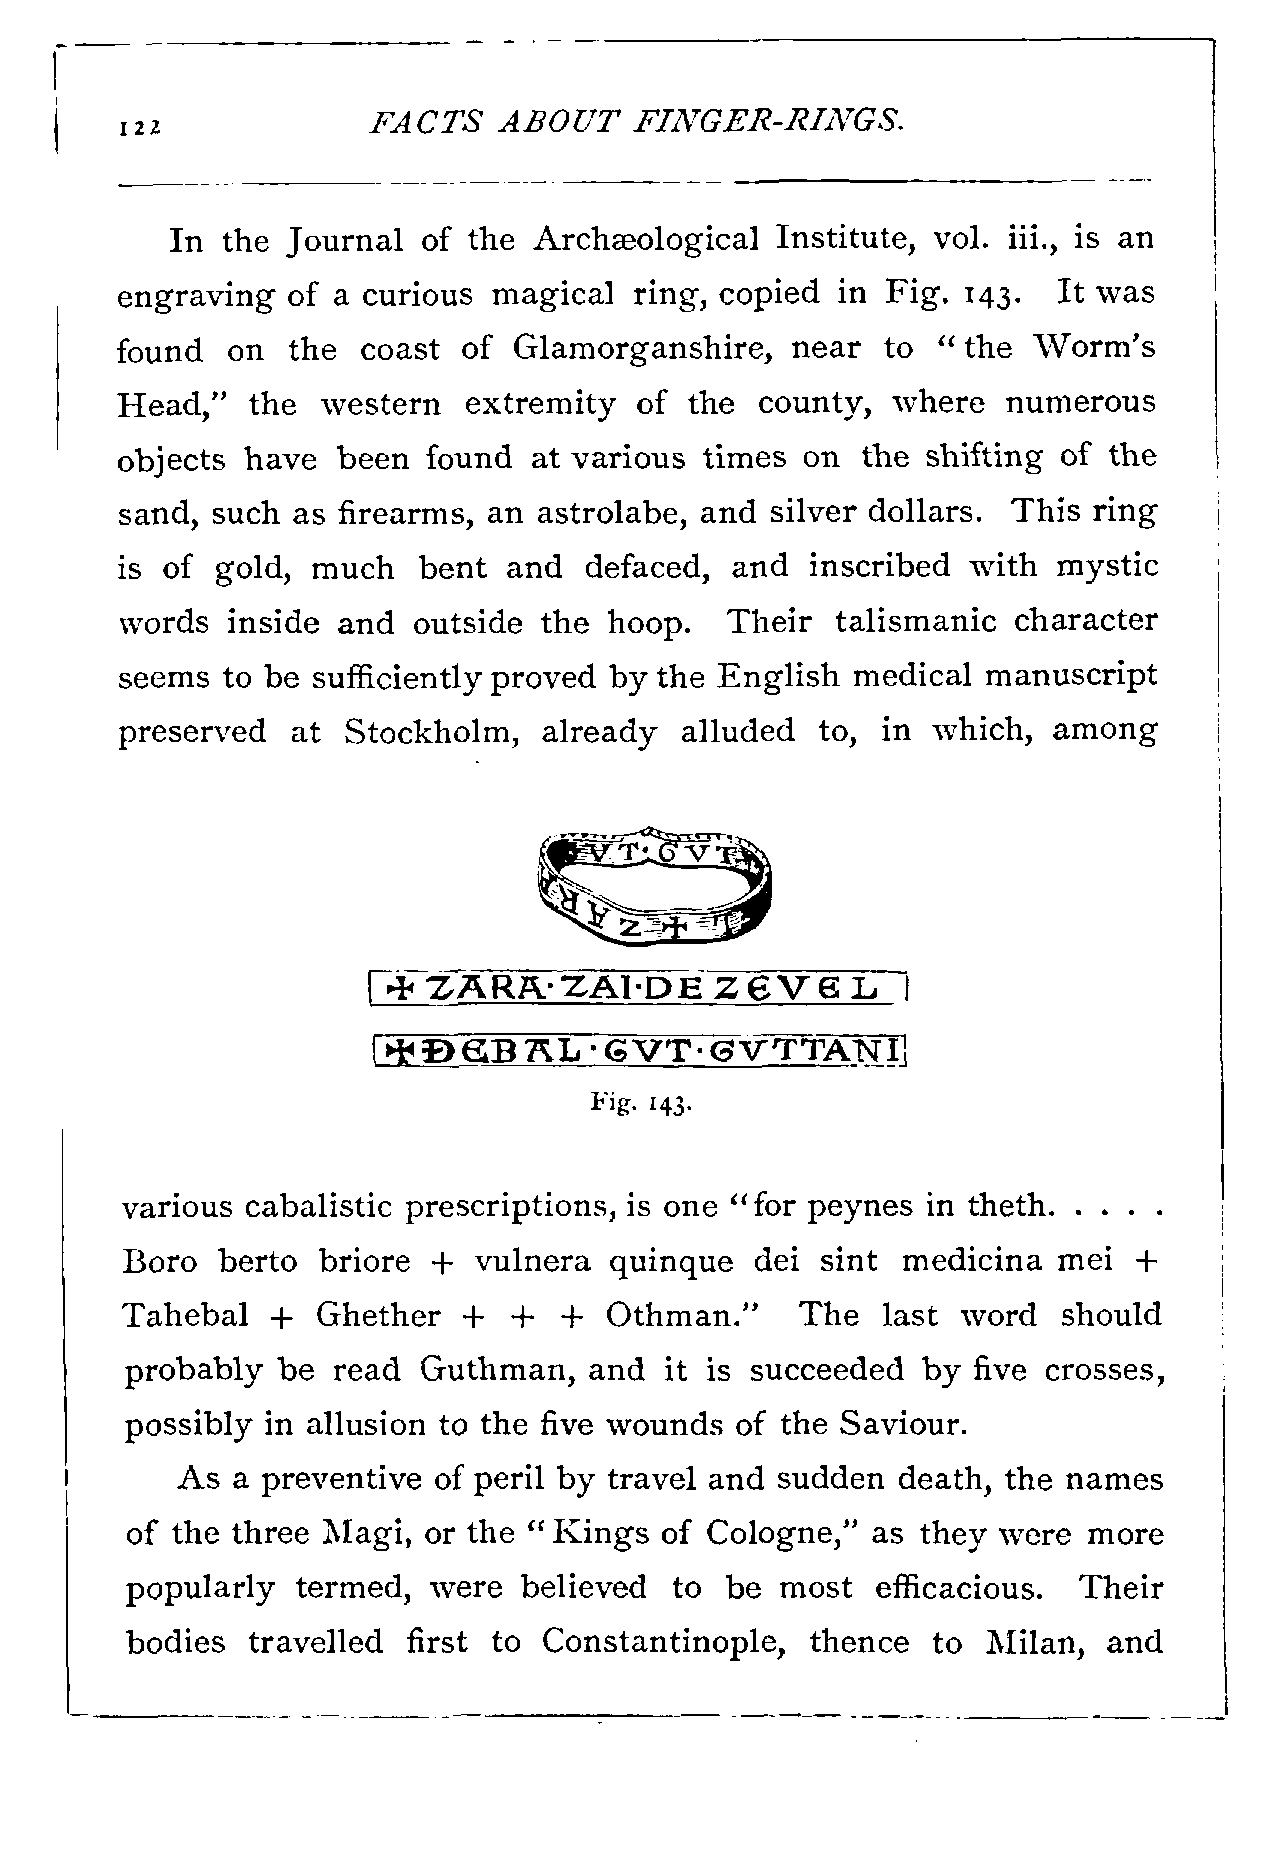 122 FACTS ABOUT FINGER-RINGS.
In the Journal of the Archæological Institute, vol. iii., is an
engraving of a curious magical ring, copied in Fig. 143. It was
found on the coast of Glamorganshire, near to “the Worm's
Head,” the western extremity of the county, where numerous
objects have been found at various times on the shifting of the
sand, such as firearms, an astrolabe, and silver dollars. This ring
is of gold, much bent and defaced, and inscribed with mystic
words inside and outside the hoop. Their talismanic character
seems to be sufficiently proved by the English medical manuscript
preserved at Stockholm, already alluded to, in which, among
VT·GVT
L ✠ ZARA
✠ ZARA·ZAI·DE ZEVEL
✠ DEBAL·GVT·GVTTANI
Fig. 143.
various cabalistic prescriptions, is one “for peynes in theth. . . . .
Boro berto briore + vulnera quinque dei sint medicina mei +
Tahebal + Ghether + + + Othman.” The last word should
probably be read Guthman, and it is succeeded by five crosses,
possibly in allusion to the five wounds of the Saviour.
As a preventive of peril by travel and sudden death, the names
of the three Magi, or the “Kings of Cologne,” as they were more
popularly termed, were believed to be most efficacious. Their
bodies travelled first to Constantinople, thence to Milan, and